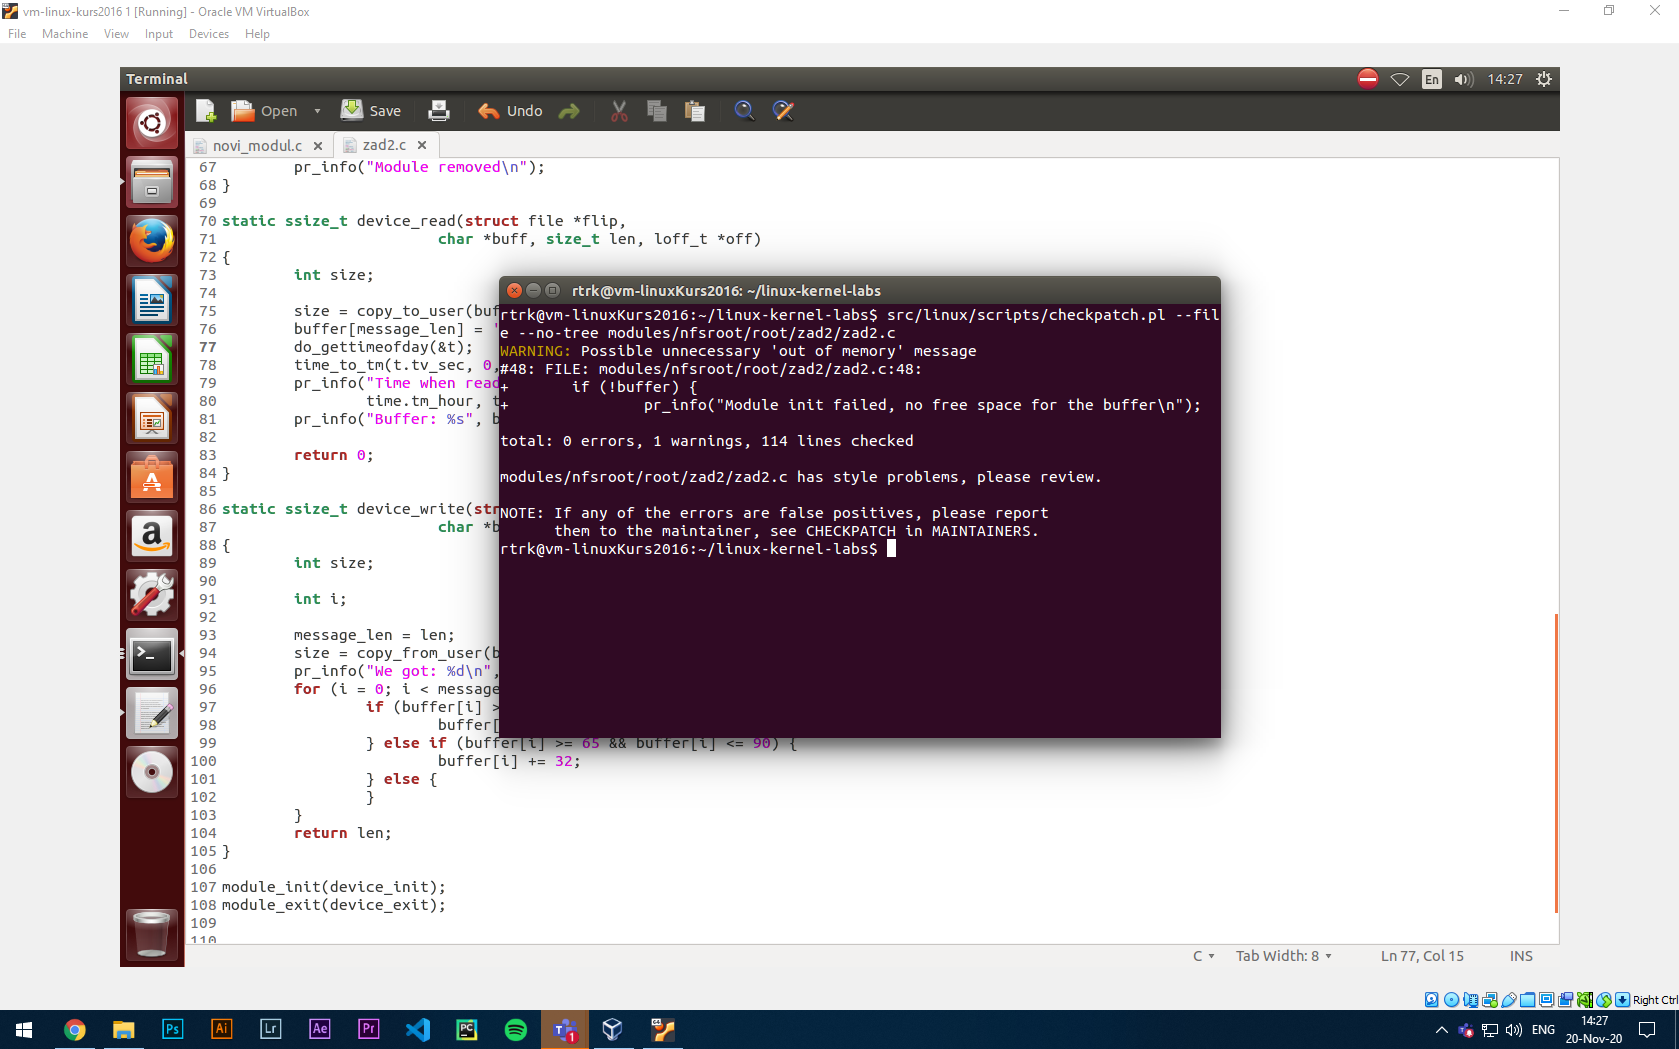 vm-linux-kurs2016 1 [Running] - Oracle VM VirtualBox
File Machine View Input Devices Help
Terminal
En 14:27
Open Save Undo
novi_modul.c zad2.c
67 pr_info("Module removed\n");
68 }
69
70 static ssize_t device_read(struct file *flip,
71 char *buff, size_t len, loff_t *off)
72 {
73 int size;
74
75 size = copy_to_user(buf
76 buffer[message_len] = '
77 do_gettimeofday(&t);
78 time_to_tm(t.tv_sec, 0,
79 pr_info("Time when read
80 time.tm_hour, t
81 pr_info("Buffer: %s", b
82
83 return 0;
84 }
85
86 static ssize_t device_write(str
87 char *b
88 {
89 int size;
90
91 int i;
92
93 message_len = len;
94 size = copy_from_user(b
95 pr_info("We got: %d\n",
96 for (i = 0; i < message
97 if (buffer[i] >
98 buffer[
99 } else if (buffer[i] >= 65 && buffer[i] <= 90) {
100 buffer[i] += 32;
101 } else {
102 }
103 }
104 return len;
105 }
106
107 module_init(device_init);
108 module_exit(device_exit);
109
110
rtrk@vm-linuxKurs2016: ~/linux-kernel-labs
rtrk@vm-linuxKurs2016:~/linux-kernel-labs$ src/linux/scripts/checkpatch.pl --fil
e --no-tree modules/nfsroot/root/zad2/zad2.c
WARNING: Possible unnecessary 'out of memory' message
#48: FILE: modules/nfsroot/root/zad2/zad2.c:48:
+ if (!buffer) {
+ pr_info("Module init failed, no free space for the buffer\n");
total: 0 errors, 1 warnings, 114 lines checked
modules/nfsroot/root/zad2/zad2.c has style problems, please review.
NOTE: If any of the errors are false positives, please report
them to the maintainer, see CHECKPATCH in MAINTAINERS.
rtrk@vm-linuxKurs2016:~/linux-kernel-labs$
C Tab Width: 8 Ln 77, Col 15 INS
Right Ctrl
Ps Ai Lr Ae Pr PC T 1 64
ENG
14:27
20-Nov-20